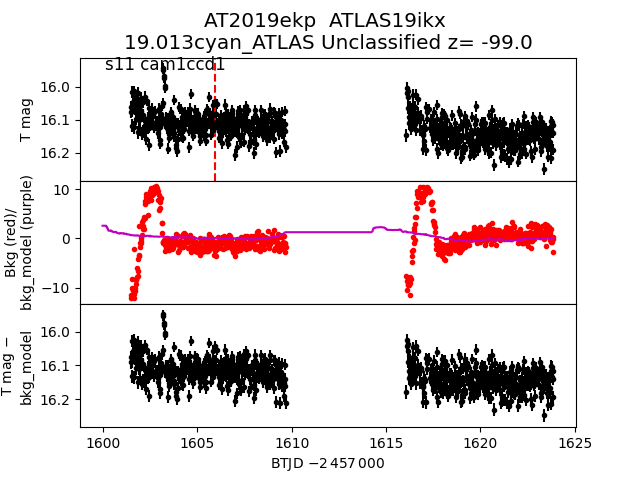 AT2019ekp  ATLAS19ikx
19.013cyan_ATLAS Unclassified z= -99.0
s11 cam1ccd1
16.0
16.1
16.2
T mag
10
0
−10
Bkg (red)/
bkg_model (purple)
16.0
16.1
16.2
T mag −
bkg_model
1600 1605 1610 1615 1620 1625
BTJD −2 457 000